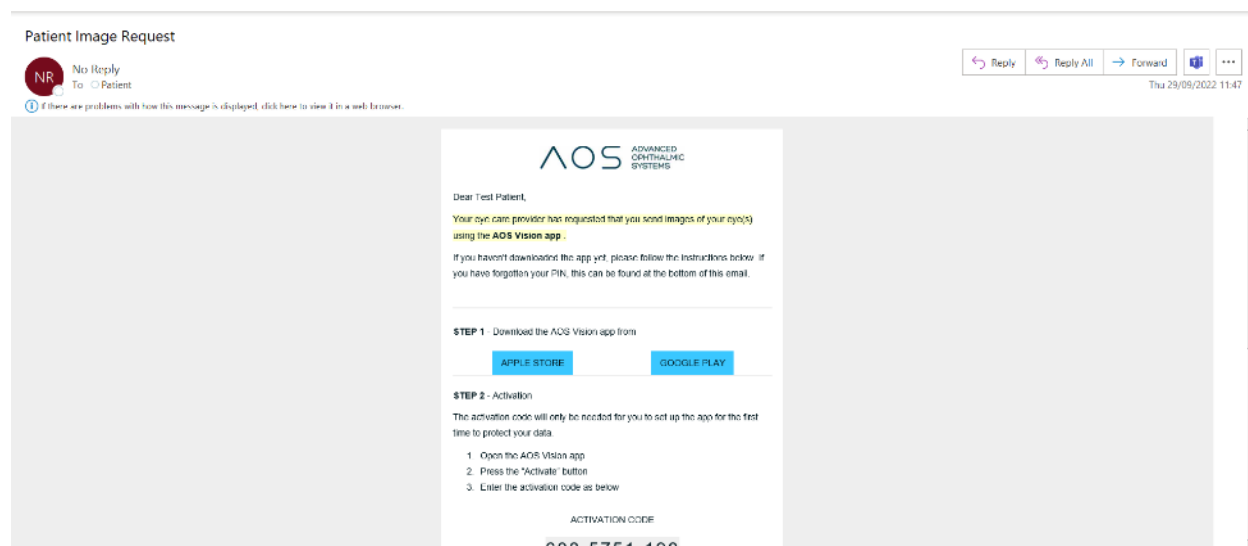 Patient Image Request
NR
No Reply
To Patient
Reply
Reply All
Forward
Thu 29/09/2022 11:47
If there are problems with how this message is displayed, click here to view it in a web browser.
AOS ADVANCED
OPHTHALMIC
SYSTEMS
Dear Test Patient,
Your eye care provider has requested that you send images of your eye(s)
using the AOS Vision app .
If you haven't downloaded the app yet, please follow the instructions below. If
you have forgotten your PIN, this can be found at the bottom of this email.
STEP 1 - Download the AOS Vision app from
APPLE STORE
GOOGLE PLAY
STEP 2 - Activation
The activation code will only be needed for you to set up the app for the first
time to protect your data.
1. Open the AOS Vision app
2. Press the "Activate" button
3. Enter the activation code as below
ACTIVATION CODE